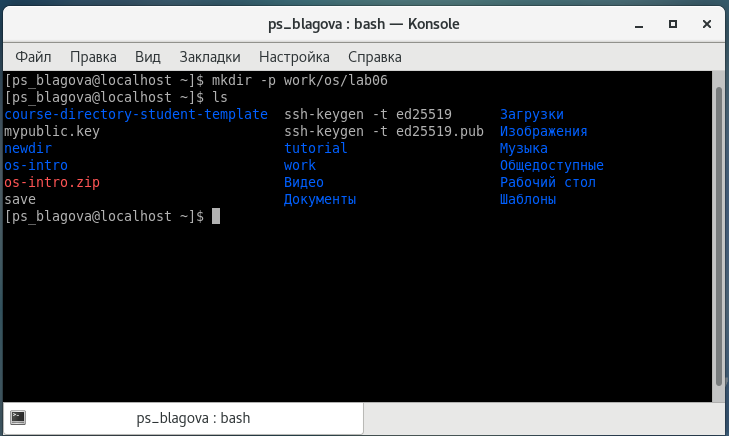 ps_blagova : bash — Konsole
Файл Правка Вид Закладки Настройка Справка
[ps_blagova@localhost ~]$ mkdir -p work/os/lab06
[ps_blagova@localhost ~]$ ls
course-directory-student-template ssh-keygen -t ed25519 Загрузки
mypublic.key ssh-keygen -t ed25519.pub Изображения
newdir tutorial Музыка
os-intro work Общедоступные
os-intro.zip Видео Рабочий стол
save Документы Шаблоны
[ps_blagova@localhost ~]$
ps_blagova : bash